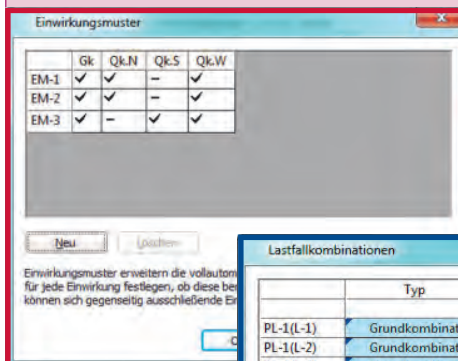 Einwirkungsmuster
Gk Qk.N Qk.S Qk.W
EM-1 ✓ ✓ – ✓
EM-2 ✓ ✓ – ✓
EM-3 ✓ – ✓ ✓
Neu Löschen
Einwirkungsmuster erweitern die vollautom
für jede Einwirkung festlegen, ob diese ber
können sich gegenseitig ausschließende Ei
Lastfallkombinationen
Typ
PL-1(L-1) Grundkombinat
PL-1(L-2) Grundkombinat